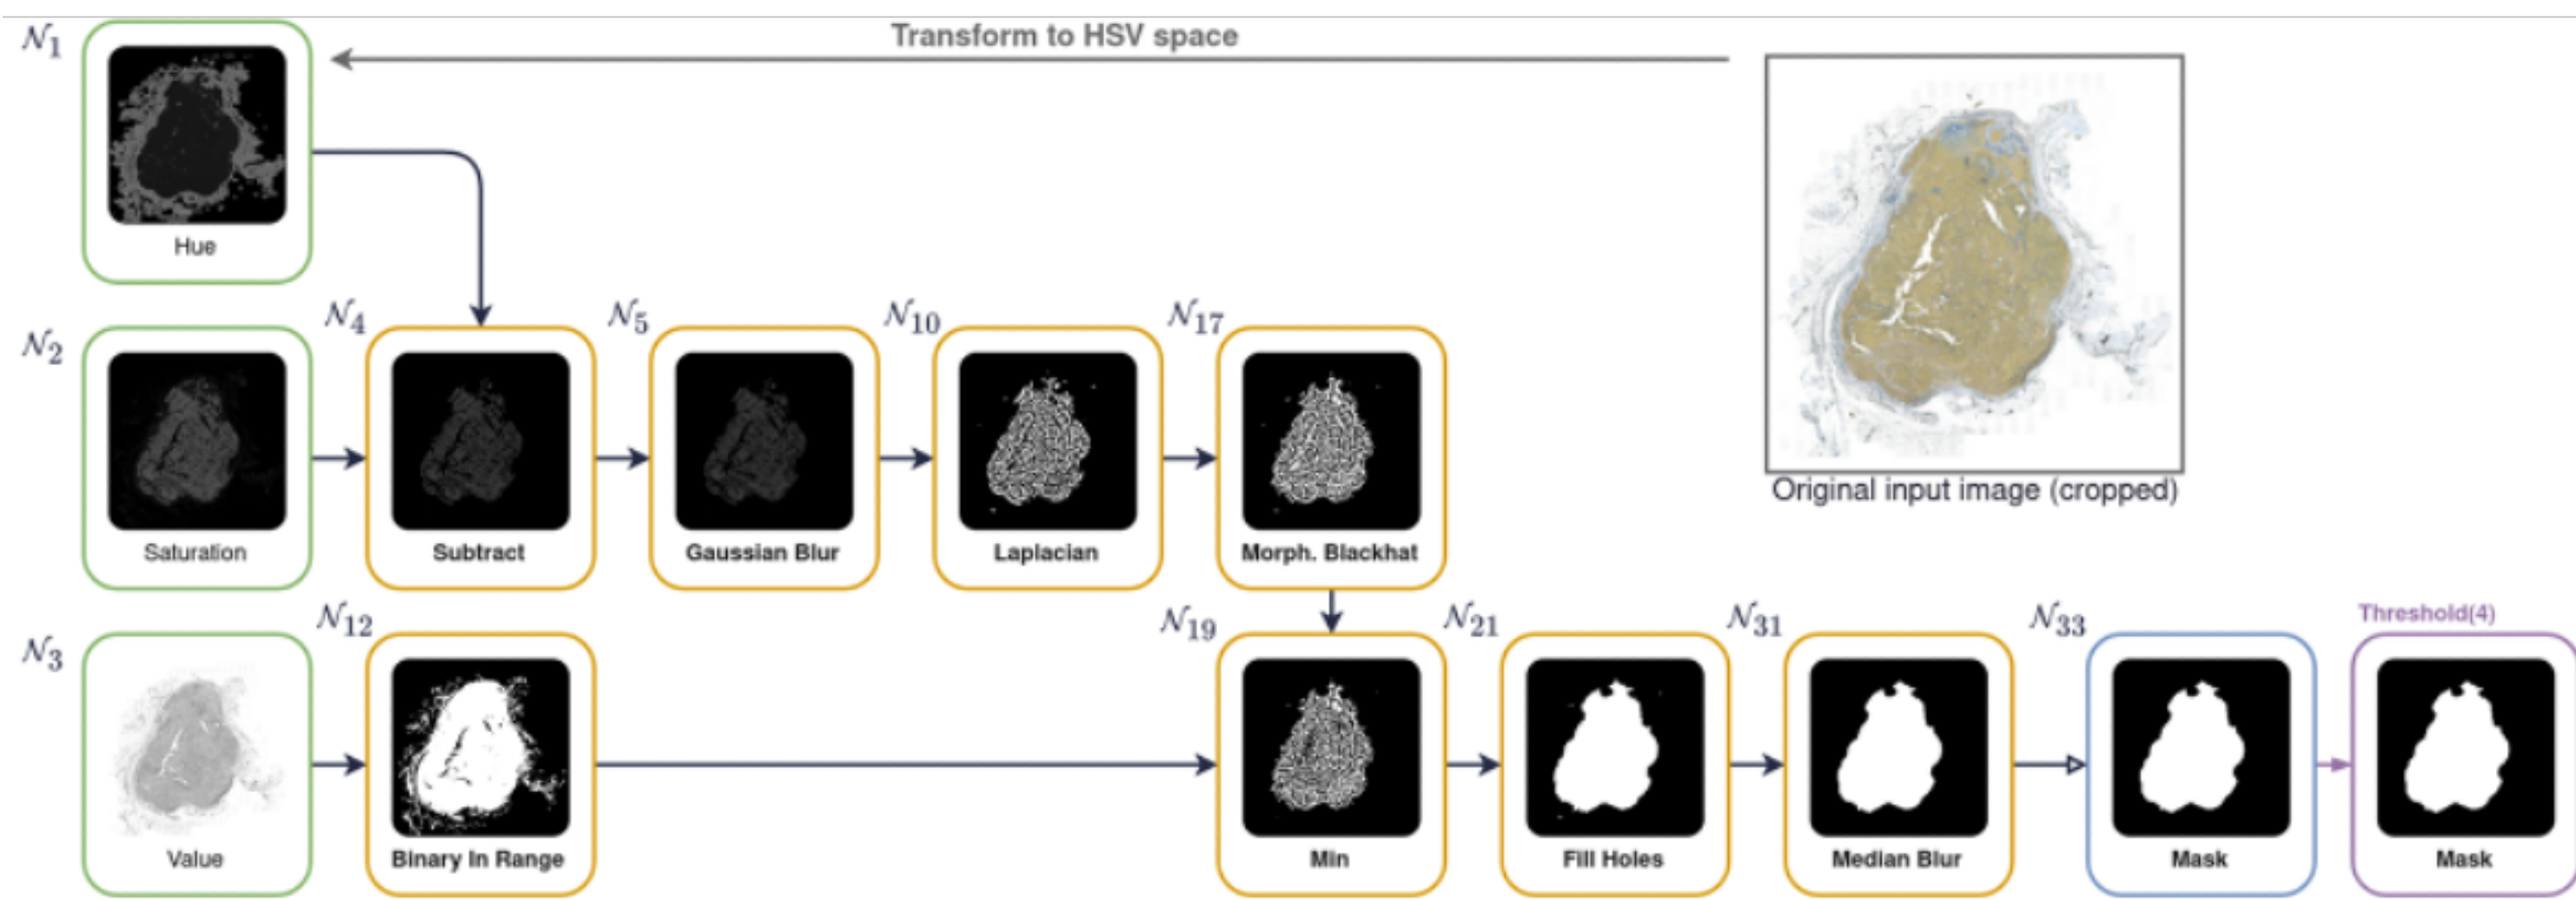 𝒩1
Transform to HSV space
Hue
Original input image (cropped)
𝒩2
𝒩4
𝒩5
𝒩10
𝒩17
Saturation
Subtract
Gaussian Blur
Laplacian
Morph. Blackhat
𝒩3
𝒩12
𝒩19
𝒩21
𝒩31
𝒩33
Threshold(4)
Value
Binary In Range
Min
Fill Holes
Median Blur
Mask
Mask